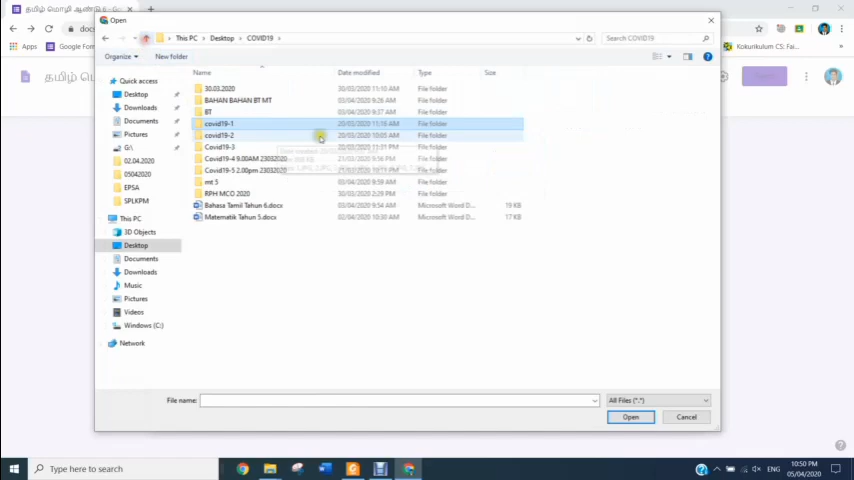 தமிழ் மொழி ஆண்டு 6 - Go
Open
docs
Apps
Google Form
Kokurikulum CS: Fai...
This PC
Desktop
COVID19
Search COVID19
Organize
New folder
Name
Date modified
Type
Size
Quick access
Desktop
Downloads
Documents
Pictures
G:\
02.04.2020
05042020
EPSA
SPLKPM
This PC
3D Objects
Desktop
Documents
Downloads
Music
Pictures
Videos
Windows (C:)
Network
30.03.2020 30/03/2020 11:10 AM File folder
BAHAN BAHAN BT MT 03/04/2020 9:26 AM File folder
BT 03/04/2020 9:37 AM File folder
covid19-1 20/03/2020 11:16 AM File folder
covid19-2 20/03/2020 10:05 AM File folder
Covid19-3 20/03/2020 11:31 PM File folder
Covid19-4 9.00AM 23032020 21/03/2020 9:56 PM File folder
Covid19-5 2.00pm 23032020 File folder
mt 5 03/04/2020 9:59 AM File folder
RPH MCO 2020 30/03/2020 2:29 PM File folder
Bahasa Tamil Tahun 6.docx 03/04/2020 9:54 AM Microsoft Word D... 19 KB
Matematik Tahun 5.docx 02/04/2020 10:30 AM Microsoft Word D... 17 KB
File name:
All Files (*.*)
Open
Cancel
தமிழ் மொ
Type here to search
ENG
10:50 PM
05/04/2020